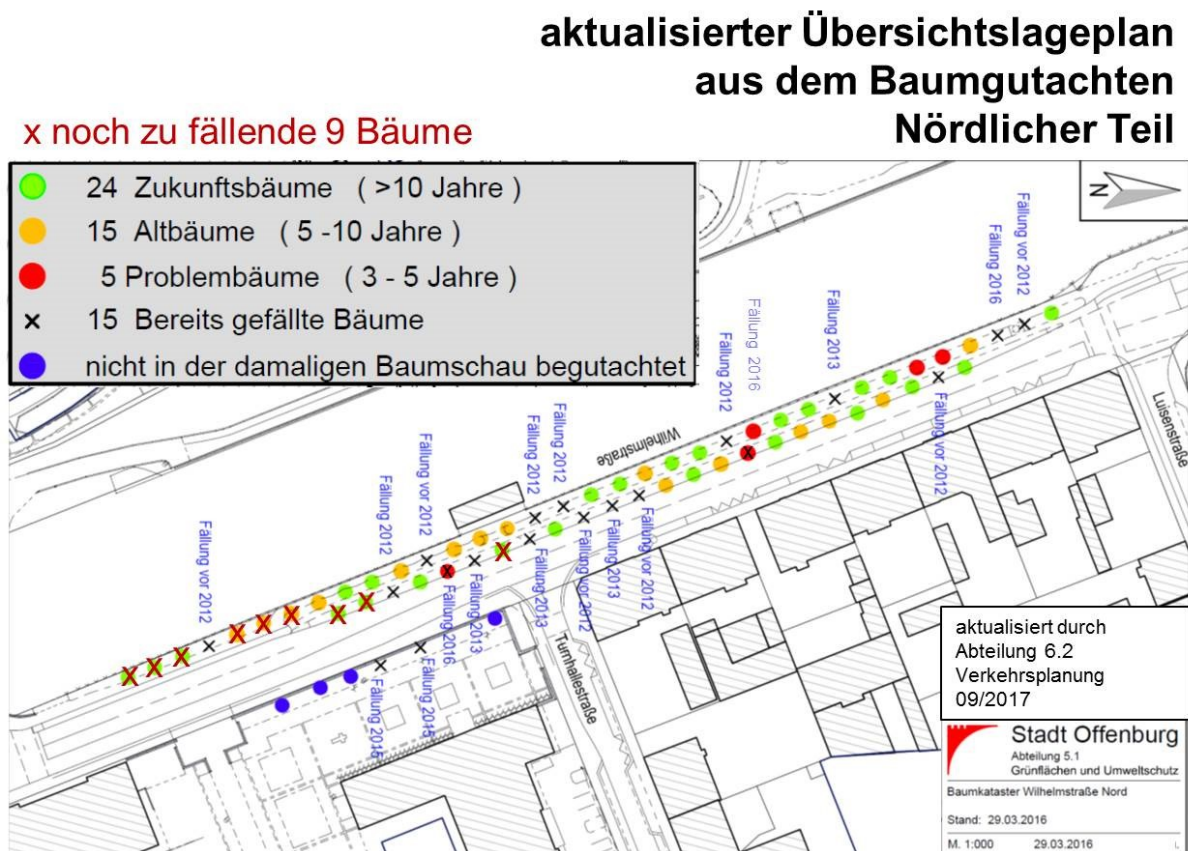 aktualisierter Übersichtslageplan
aus dem Baumgutachten
Nördlicher Teil
x noch zu fällende 9 Bäume
24 Zukunftsbäume ( >10 Jahre )
15 Altbäume ( 5 -10 Jahre )
5 Problembäume ( 3 - 5 Jahre )
x 15 Bereits gefällte Bäume
nicht in der damaligen Baumschau begutachtet
N
Fällung vor 2012
Fällung 2016
Fällung 2013
Fällung 2016
Fällung 2012
Fällung vor 2012
Luisenstraße
Wilhelmstraße
Fällung 2012
Fällung 2012
Fällung vor 2012
Fällung 2012
Fällung vor 2012
Fällung vor 2012
Fällung 2013
Fällung vor 2012
Fällung 2013
Fällung 2013
Fällung 2016
Turnhallestraße
Fällung 2015
Fällung 2015
aktualisiert durch
Abteilung 6.2
Verkehrsplanung
09/2017
Stadt Offenburg
Abteilung 5.1
Grünflächen und Umweltschutz
Baumkataster Wilhelmstraße Nord
Stand: 29.03.2016
M. 1:000 29.03.2016